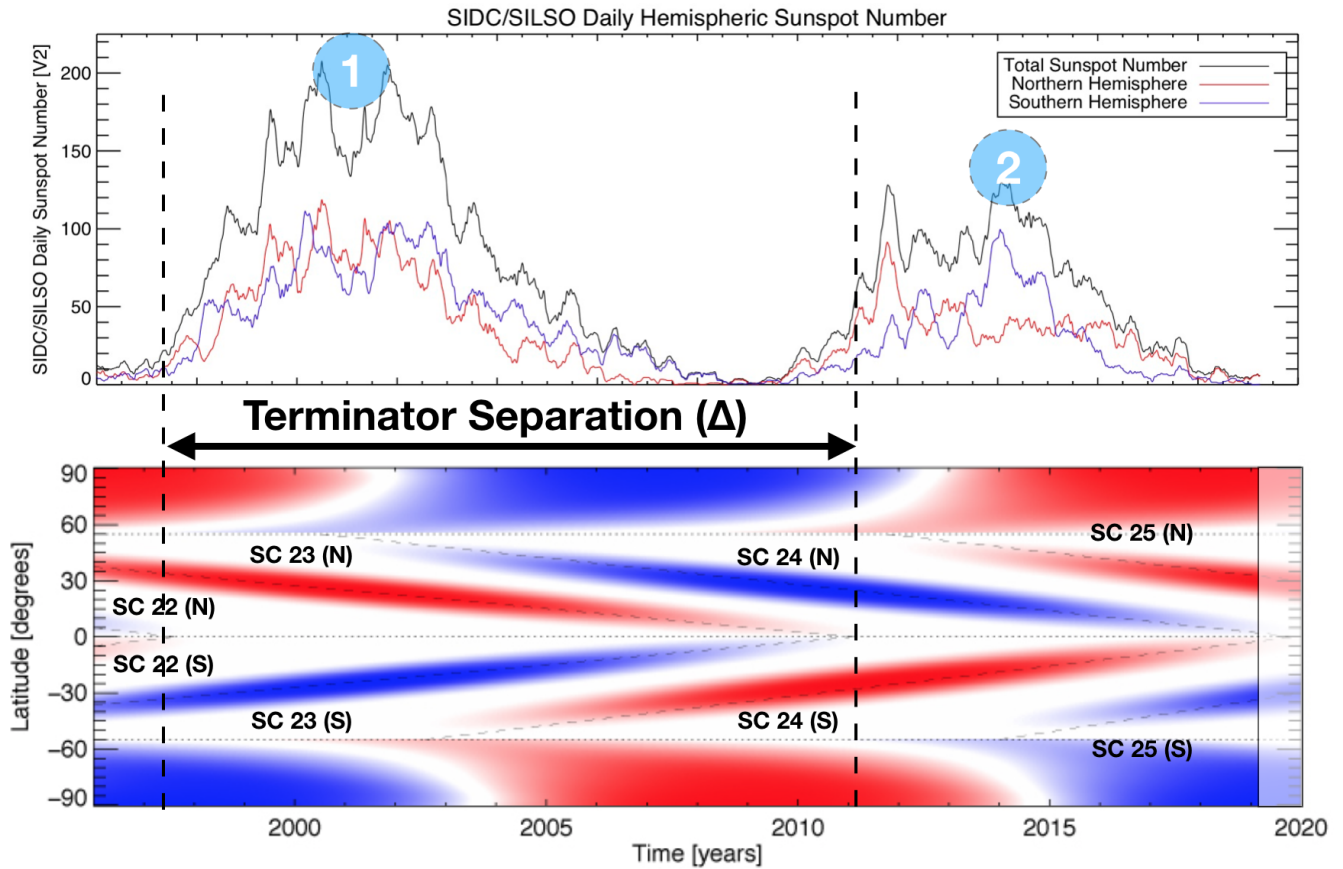 SIDC/SILSO Daily Hemispheric Sunspot Number
SIDC/SILSO Daily Sunspot Number [V2]
200
150
100
50
0
1
2
Total Sunspot Number
Northern Hemisphere
Southern Hemisphere
Terminator Separation (Δ)
Latitude [degrees]
90
60
30
0
−30
−60
−90
SC 23 (N)
SC 24 (N)
SC 25 (N)
SC 22 (N)
SC 22 (S)
SC 23 (S)
SC 24 (S)
SC 25 (S)
2000
2005
2010
2015
2020
Time [years]